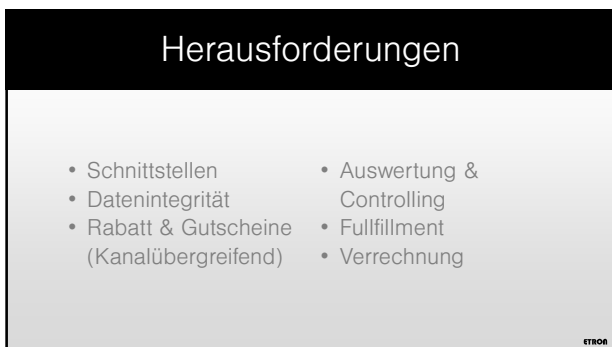 Herausforderungen
• Schnittstellen
• Datenintegrität
• Rabatt & Gutscheine
(Kanalübergreifend)
• Auswertung &
Controlling
• Fullfillment
• Verrechnung
ETRON